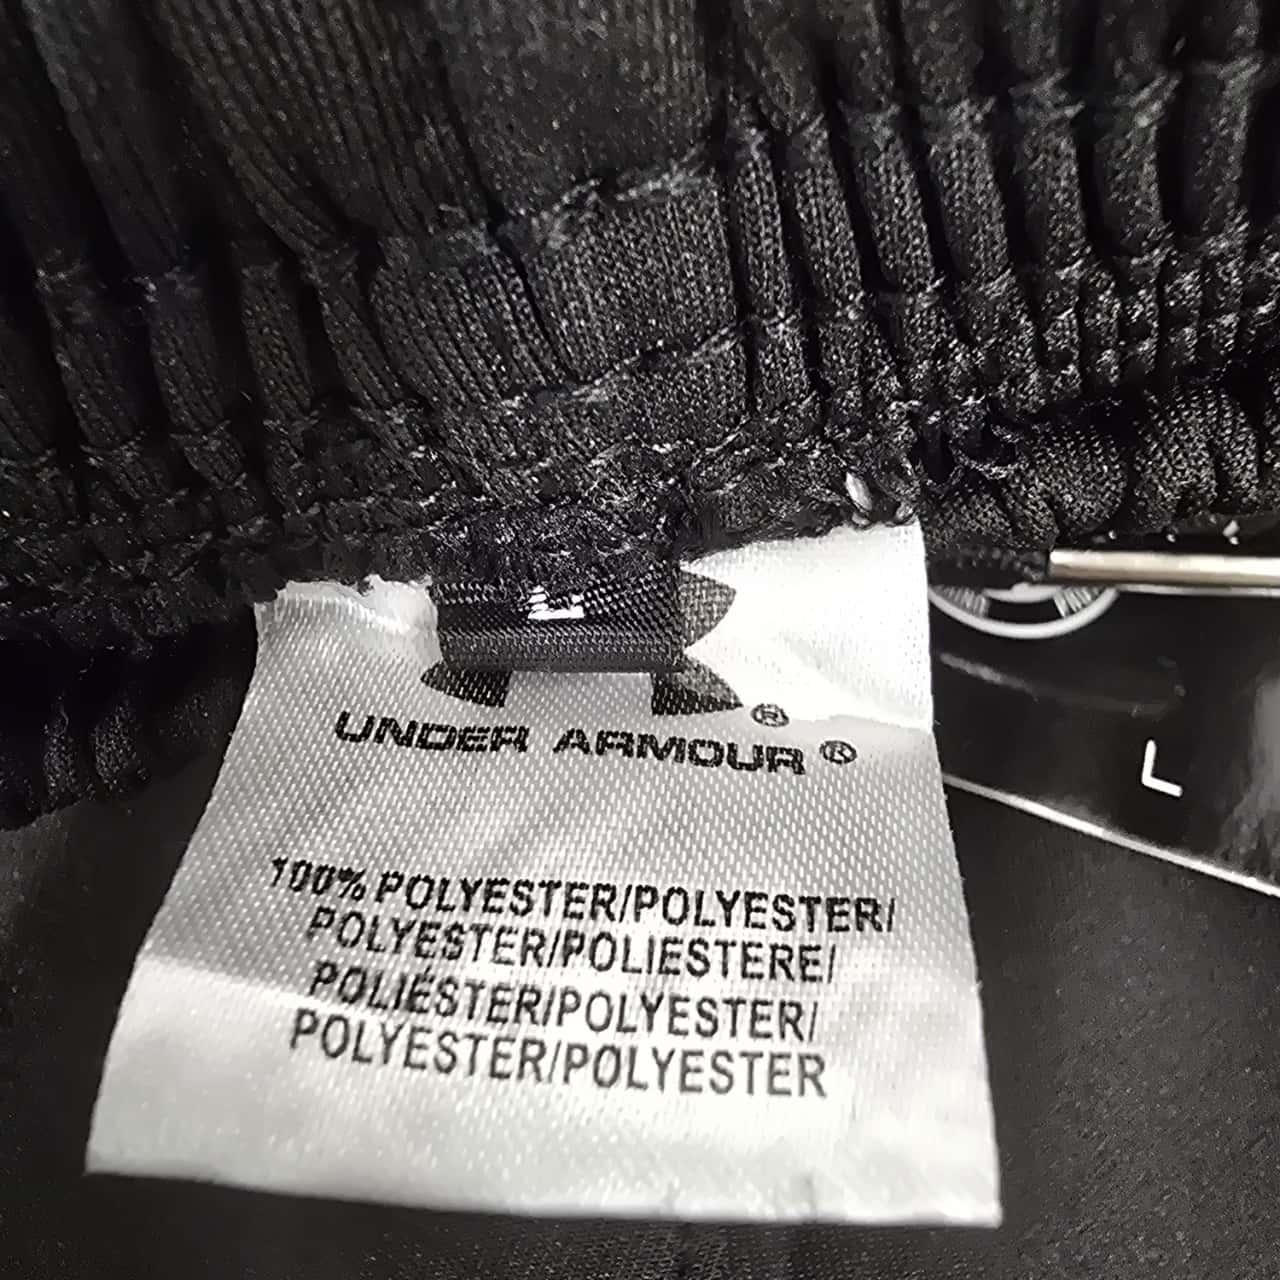 L
®
UNDER ARMOUR ®
L
100% POLYESTER/POLYESTER/
POLYESTER/POLIESTERE/
POLIÉSTER/POLYESTER/
POLYESTER/POLYESTER